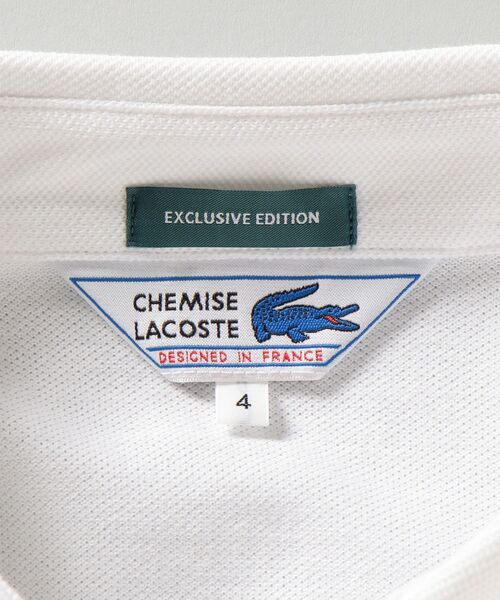 EXCLUSIVE EDITION
CHEMISE
LACOSTE
DESIGNED IN FRANCE
4